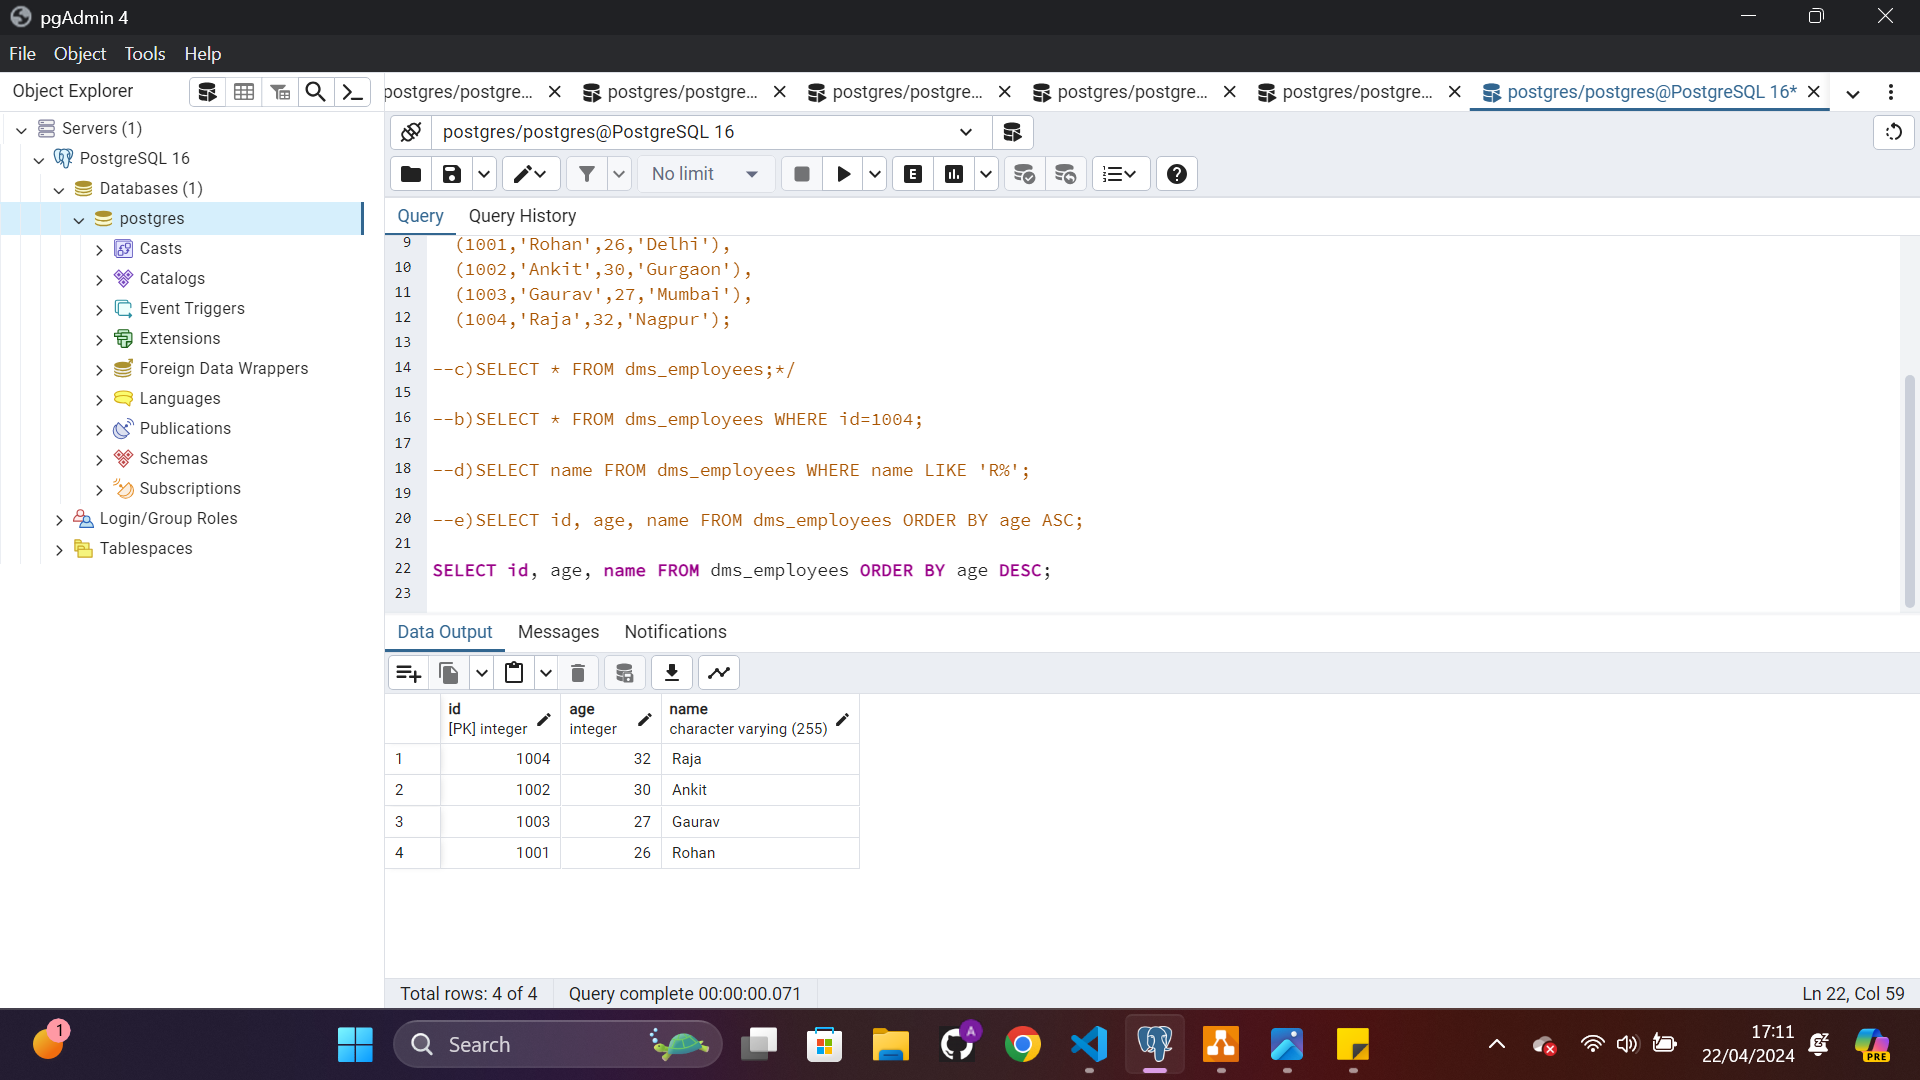 pgAdmin 4
File Object Tools Help
Object Explorer
postgres/postgre... postgres/postgre... postgres/postgre... postgres/postgre... postgres/postgre... postgres/postgres@PostgreSQL 16*
Servers (1)
PostgreSQL 16
Databases (1)
postgres
Casts
Catalogs
Event Triggers
Extensions
Foreign Data Wrappers
Languages
Publications
Schemas
Subscriptions
Login/Group Roles
Tablespaces
postgres/postgres@PostgreSQL 16
No limit
E
Query Query History
9 (1001,'Rohan',26,'Delhi'),
10 (1002,'Ankit',30,'Gurgaon'),
11 (1003,'Gaurav',27,'Mumbai'),
12 (1004,'Raja',32,'Nagpur');
13
14 --c)SELECT * FROM dms_employees;*/
15
16 --b)SELECT * FROM dms_employees WHERE id=1004;
17
18 --d)SELECT name FROM dms_employees WHERE name LIKE 'R%';
19
20 --e)SELECT id, age, name FROM dms_employees ORDER BY age ASC;
21
22 SELECT id, age, name FROM dms_employees ORDER BY age DESC;
23
Data Output Messages Notifications
id age name
[PK] integer integer character varying (255)
1 1004 32 Raja
2 1002 30 Ankit
3 1003 27 Gaurav
4 1001 26 Rohan
Total rows: 4 of 4 Query complete 00:00:00.071 Ln 22, Col 59
1
Search
A
17:11
22/04/2024
PRE